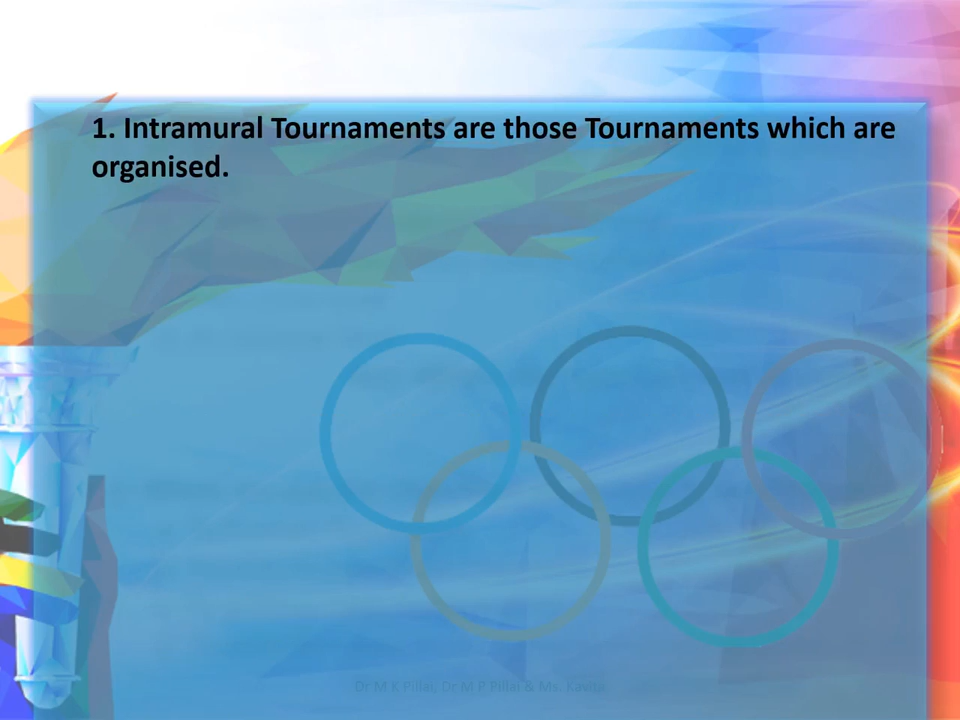 1. Intramural Tournaments are those Tournaments which are
organised.
Dr M K Pillai, Dr M P Pillai & Ms. Kavita